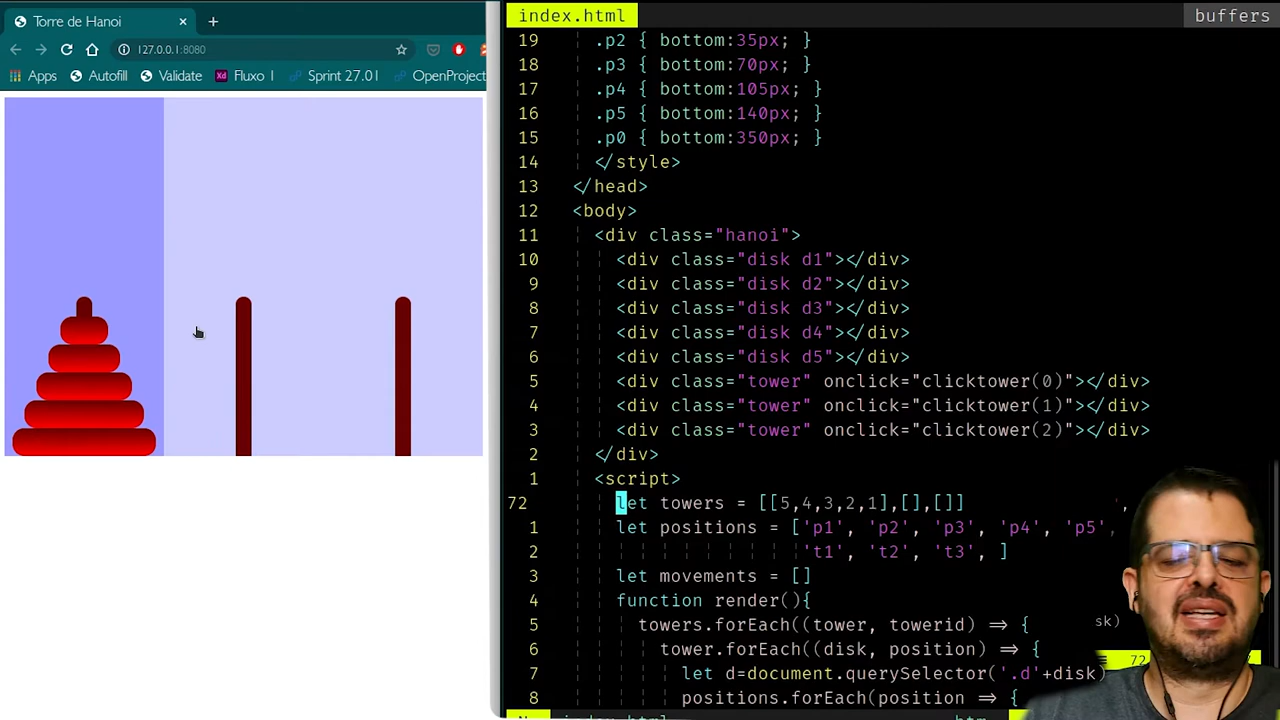 Torre de Hanoi
127.0.0.1:8080
Apps Autofill Validate Xd Fluxo I Sprint 27.01 OpenProject
index.html buffers
19 .p2 { bottom:35px; }
18 .p3 { bottom:70px; }
17 .p4 { bottom:105px; }
16 .p5 { bottom:140px; }
15 .p0 { bottom:350px; }
14 </style>
13 </head>
12 <body>
11 <div class="hanoi">
10 <div class="disk d1"></div>
9 <div class="disk d2"></div>
8 <div class="disk d3"></div>
7 <div class="disk d4"></div>
6 <div class="disk d5"></div>
5 <div class="tower" onclick="clicktower(0)"></div>
4 <div class="tower" onclick="clicktower(1)"></div>
3 <div class="tower" onclick="clicktower(2)"></div>
2 </div>
1 <script>
72 let towers = [[5,4,3,2,1],[],[]]
1 let positions = ['p1', 'p2', 'p3', 'p4', 'p5',
2 't1', 't2', 't3', ]
3 let movements = []
4 function render(){
5 towers.forEach((tower, towerid) => {
6 tower.forEach((disk, position) => {
7 let d=document.querySelector('.d'+disk)
8 positions.forEach(position => {